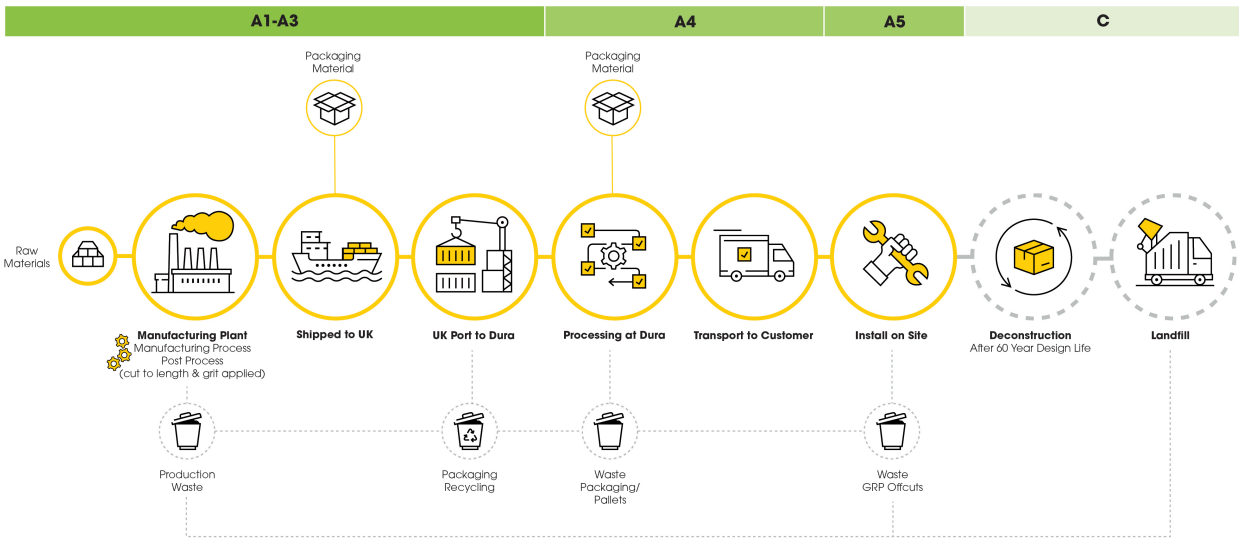 A1-A3
A4
A5
C
Packaging
Material
Packaging
Material
Raw
Materials
Manufacturing Plant
Manufacturing Process
Post Process
(cut to length & grit applied)
Shipped to UK
UK Port to Dura
Processing at Dura
Transport to Customer
Install on Site
Deconstruction
After 60 Year Design Life
Landfill
Production
Waste
Packaging
Recycling
Waste
Packaging/
Pallets
Waste
GRP Offcuts